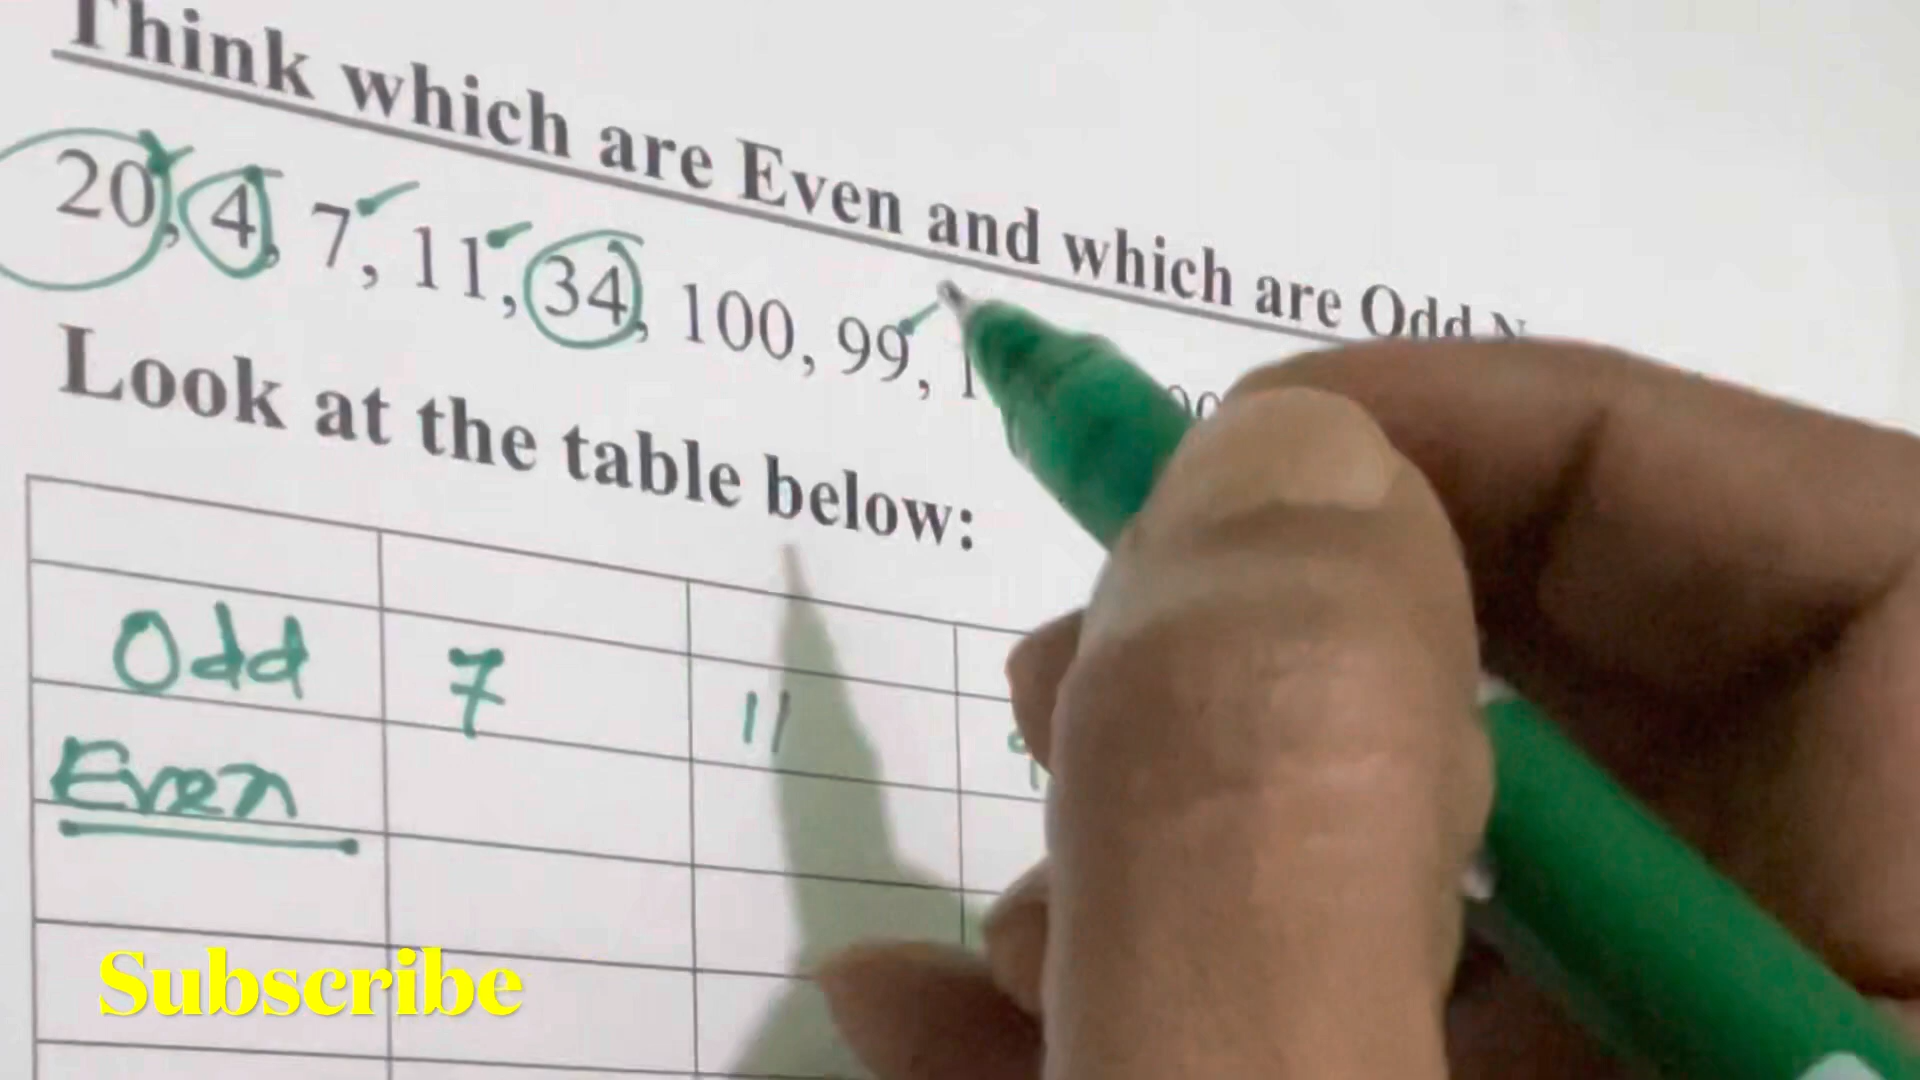 Think which are Even and which are Odd
20, 4, 7, 11, 34, 100, 99,
Look at the table below:
Odd 7 11
Even
Subscribe